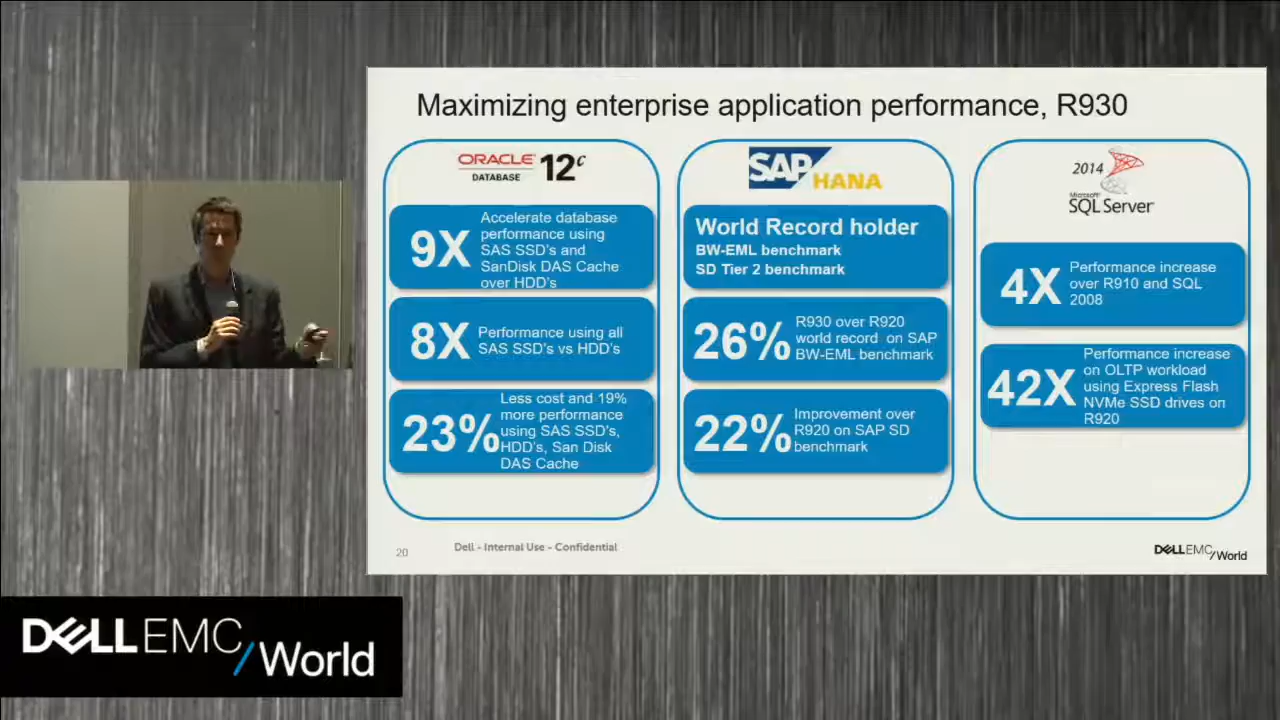 Maximizing enterprise application performance, R930
ORACLE
DATABASE
12c
9X
Accelerate database
performance using
SAS SSD's and
SanDisk DAS Cache
over HDD's
8X
Performance using all
SAS SSD's vs HDD's
23%
Less cost and 19%
more performance
using SAS SSD's,
HDD's, San Disk
DAS Cache
SAP
HANA
World Record holder
BW-EML benchmark
SD Tier 2 benchmark
26%
R930 over R920
world record on SAP
BW-EML benchmark
22%
Improvement over
R920 on SAP SD
benchmark
2014
Microsoft
SQL Server
4X
Performance increase
over R910 and SQL
2008
42X
Performance increase
on OLTP workload
using Express Flash
NVMe SSD drives on
R920
20
Dell - Internal Use - Confidential
DELLEMC
/World
DELLEMC
/World